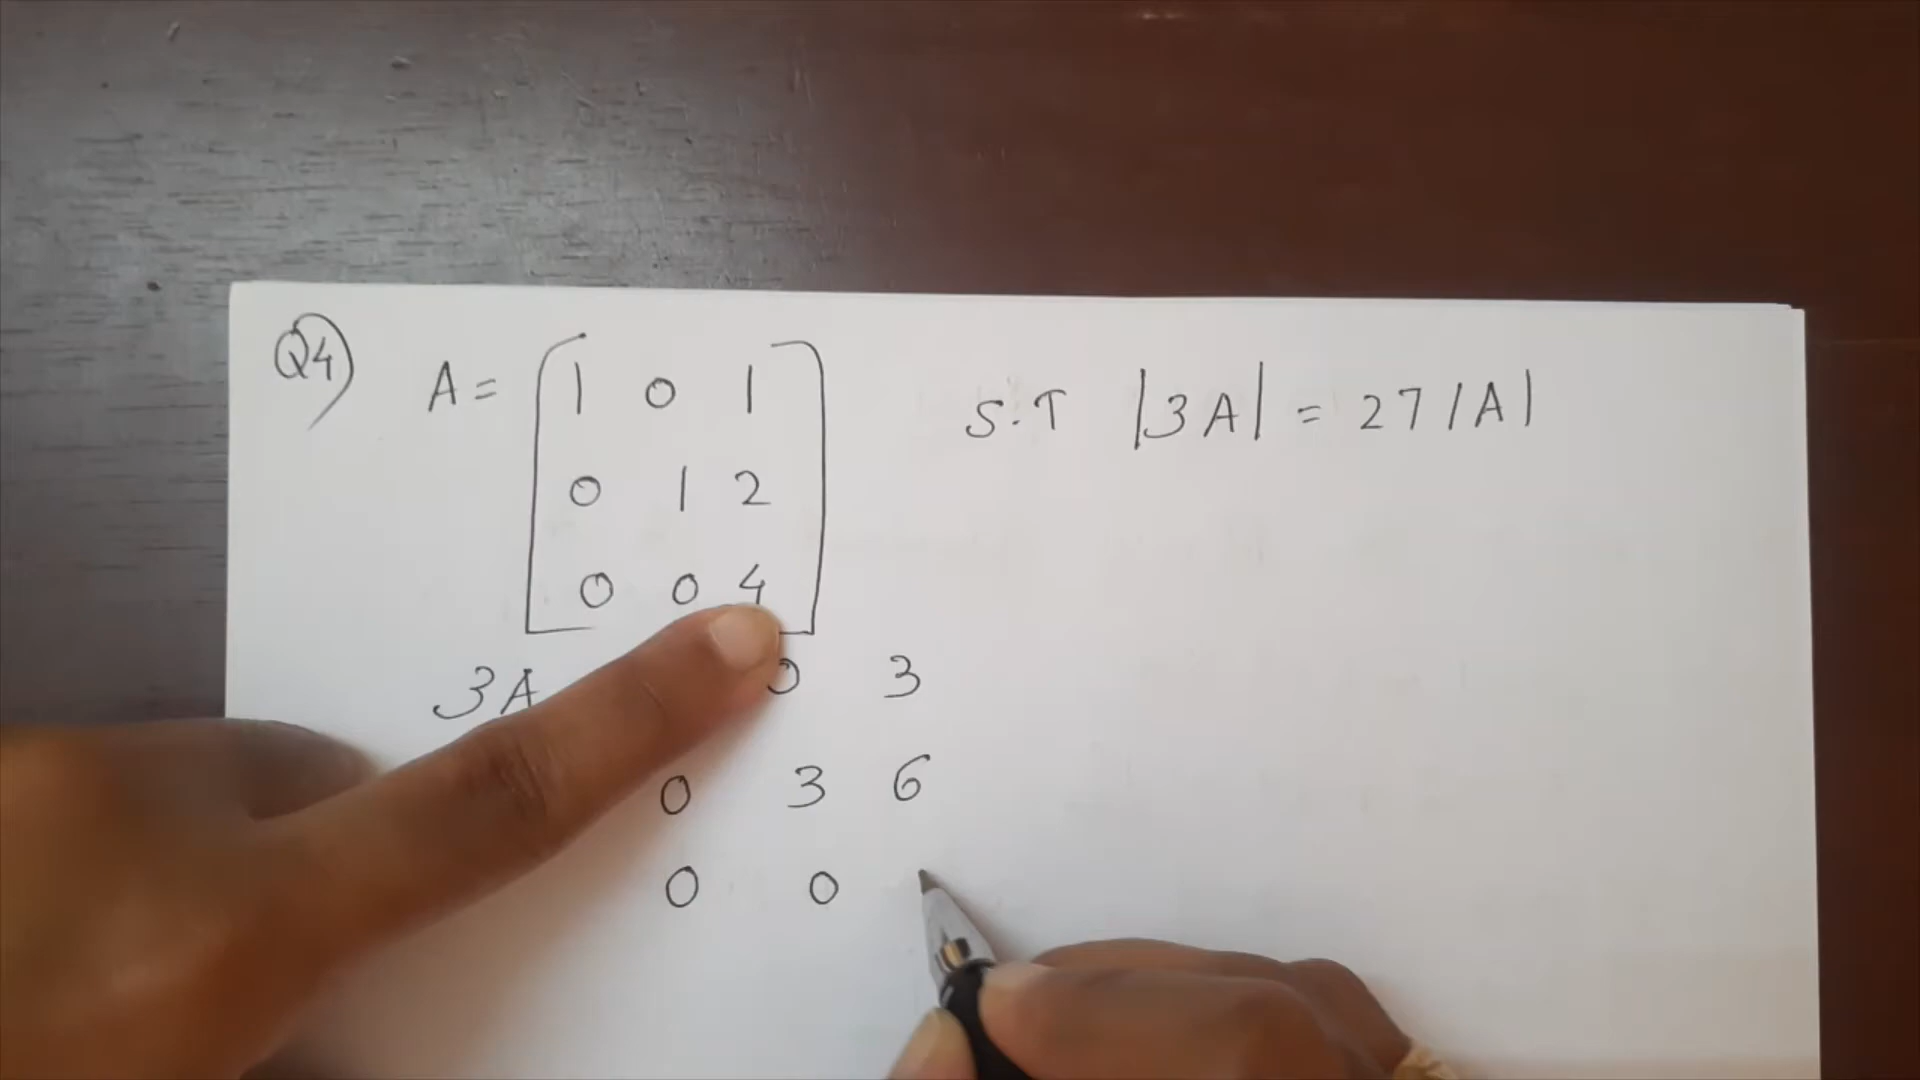 Q4) A = 1 0 1 S.T |3A| = 27|A|
0 1 2
0 0 4
3A 0 3
0 3 6
0 0